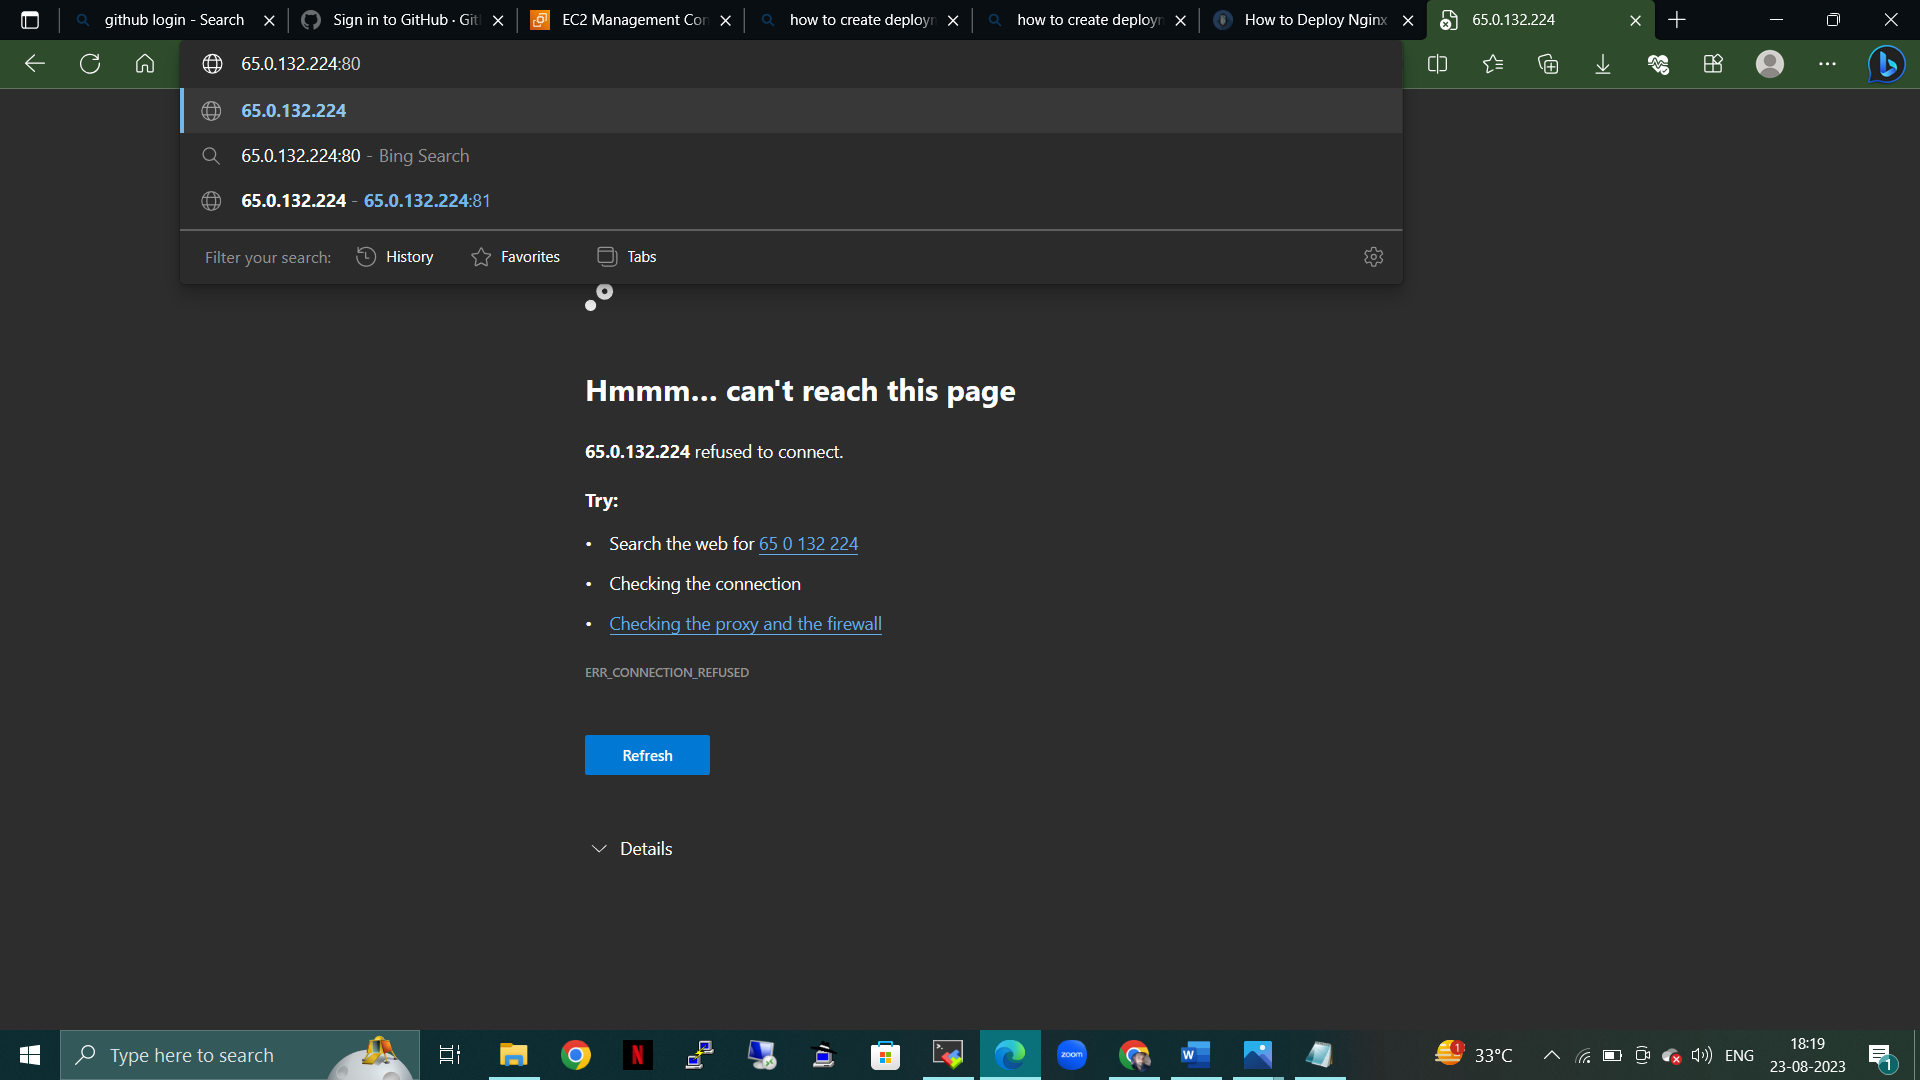 github login - Search
Sign in to GitHub · Git
EC2 Management Con
how to create deployn
how to create deployn
How to Deploy Nginx
65.0.132.224
65.0.132.224:80
65.0.132.224
65.0.132.224:80 - Bing Search
65.0.132.224 - 65.0.132.224:81
Filter your search: History Favorites Tabs
Hmmm... can't reach this page
65.0.132.224 refused to connect.
Try:
• Search the web for 65 0 132 224
• Checking the connection
• Checking the proxy and the firewall
ERR_CONNECTION_REFUSED
Refresh
Details
Type here to search
N
zoom
W
1
33°C
ENG
18:19
23-08-2023
1